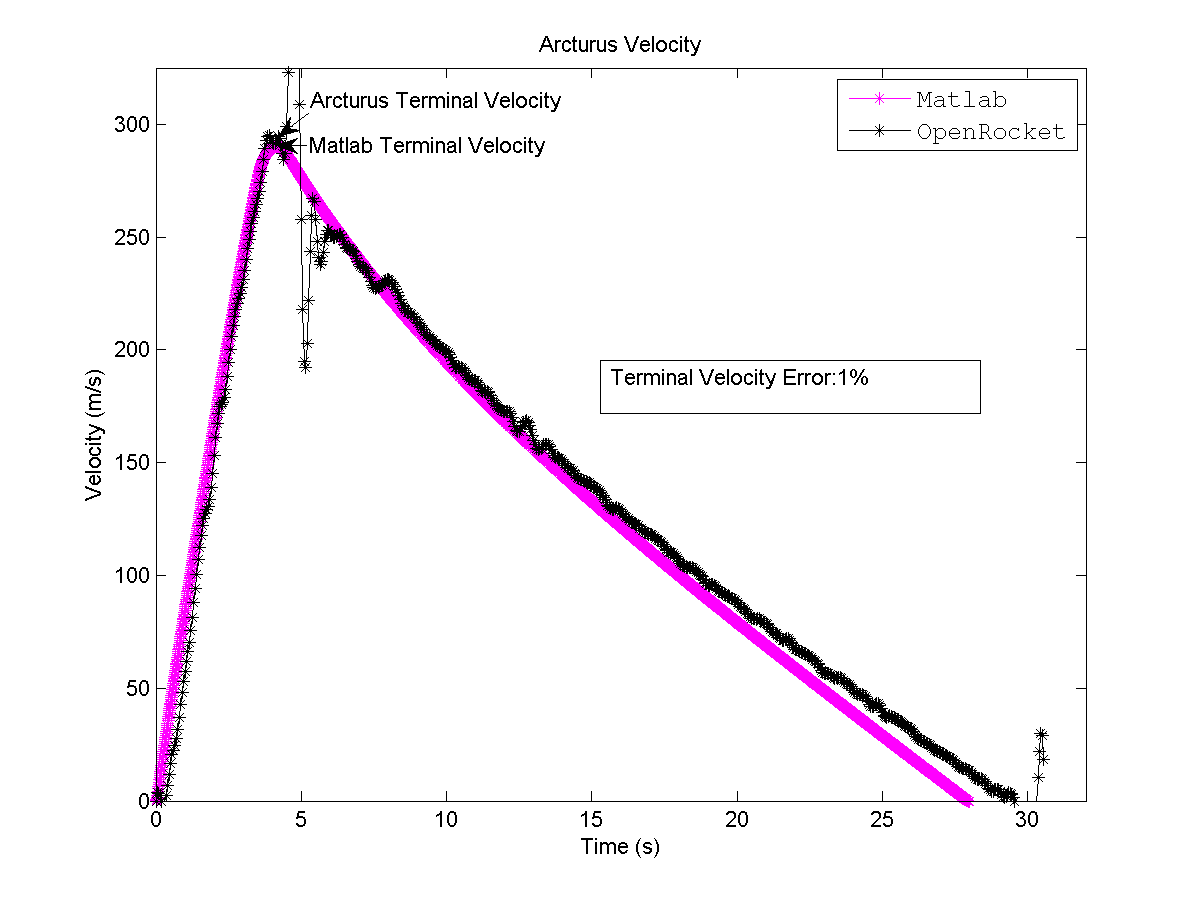 Arcturus Velocity
Arcturus Terminal Velocity
Matlab Terminal Velocity
Matlab
OpenRocket
Terminal Velocity Error:1%
Velocity (m/s)
300
250
200
150
100
50
0
0 5 10 15 20 25 30
Time (s)